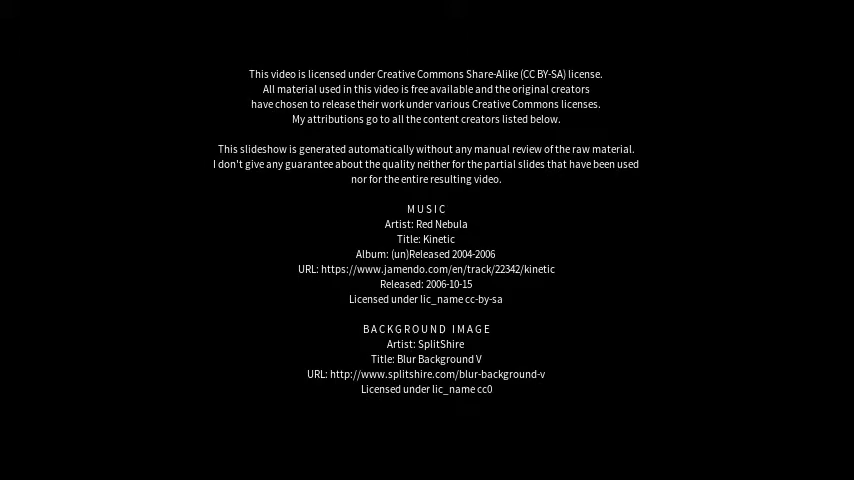 This video is licensed under Creative Commons Share-Alike (CC BY-SA) license.
All material used in this video is free available and the original creators
have chosen to release their work under various Creative Commons licenses.
My attributions go to all the content creators listed below.
This slideshow is generated automatically without any manual review of the raw material.
I don't give any guarantee about the quality neither for the partial slides that have been used
nor for the entire resulting video.
MUSIC
Artist: Red Nebula
Title: Kinetic
Album: (un)Released 2004-2006
URL: https://www.jamendo.com/en/track/22342/kinetic
Released: 2006-10-15
Licensed under lic_name cc-by-sa
BACKGROUND IMAGE
Artist: SplitShire
Title: Blur Background V
URL: http://www.splitshire.com/blur-background-v
Licensed under lic_name cc0